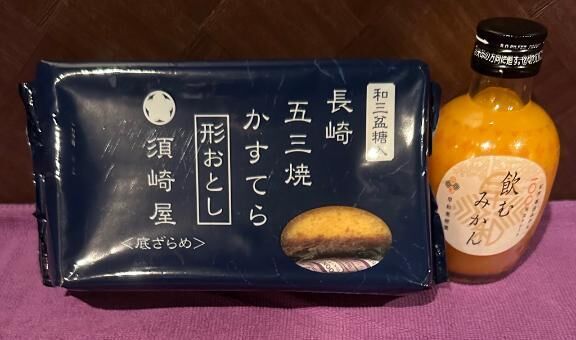 和三盆糖入
長崎
五三焼
かすてら
形おとし
須崎屋
<底ざらめ>
飲む
みかん